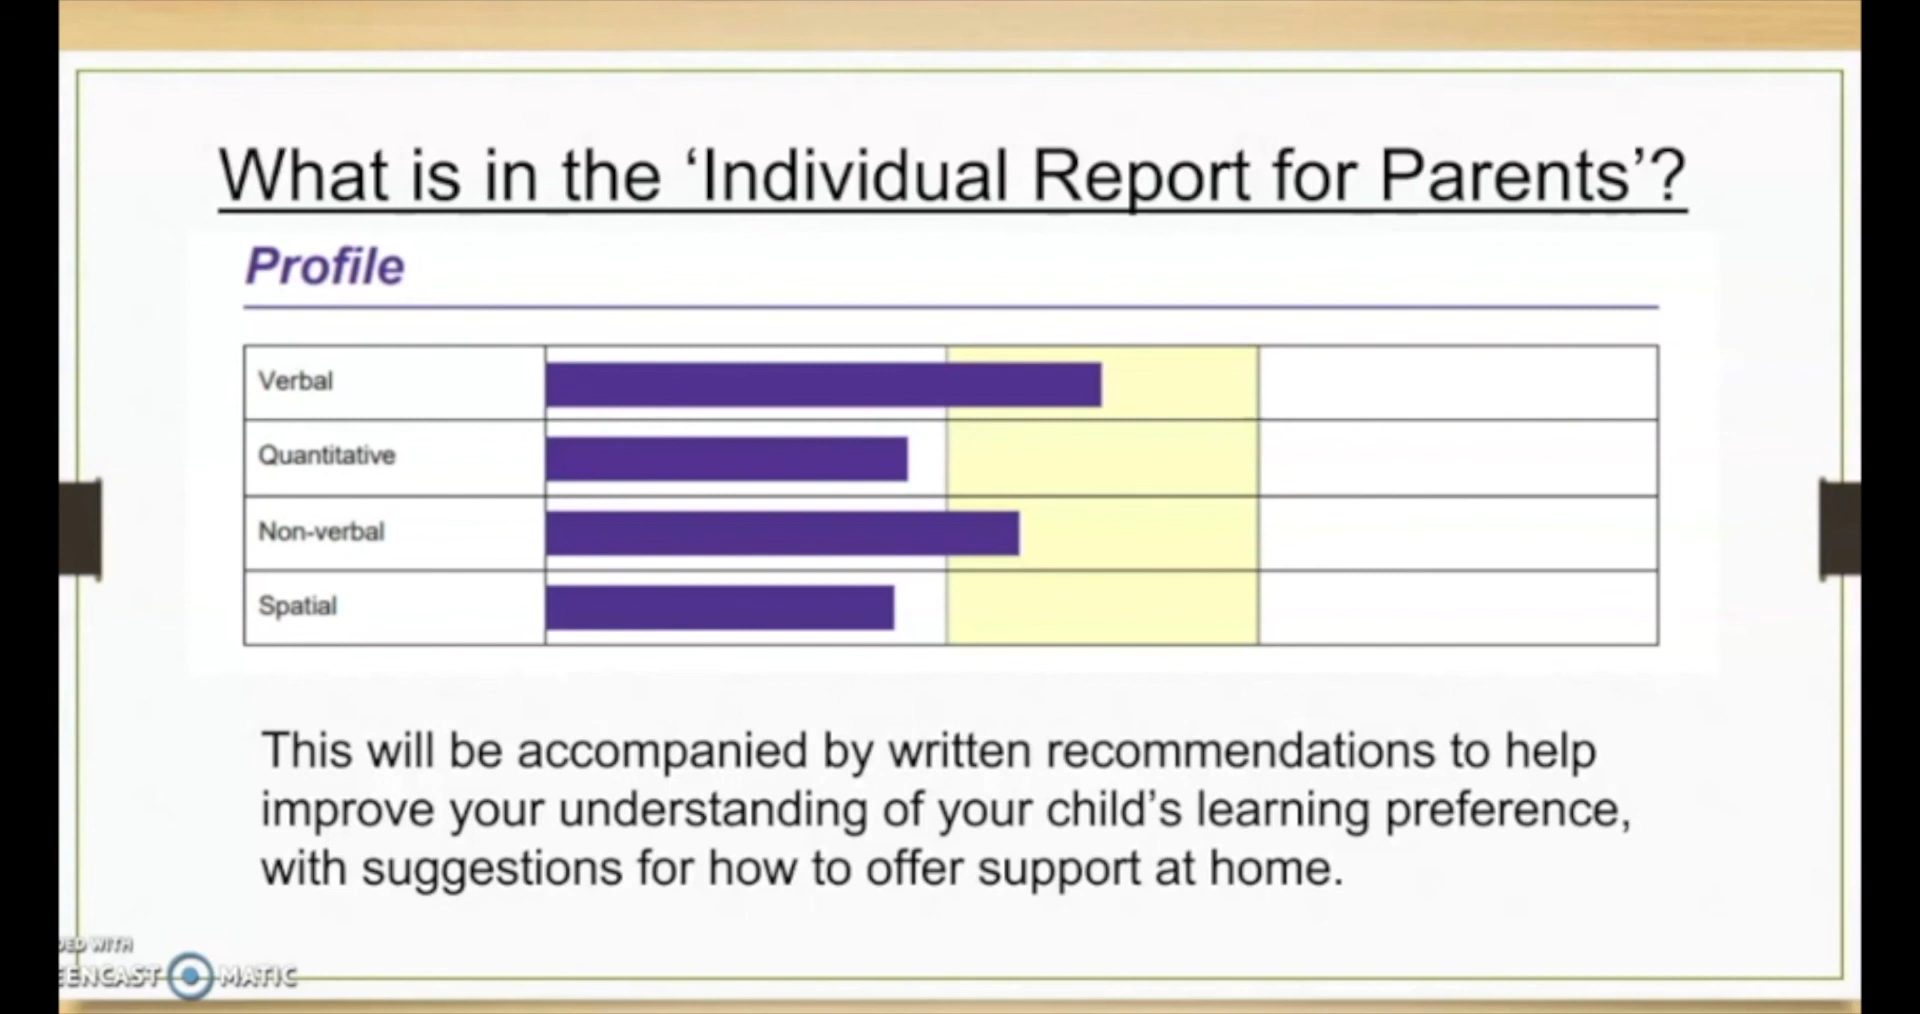 What is in the ‘Individual Report for Parents’?
Profile
Verbal
Quantitative
Non-verbal
Spatial
This will be accompanied by written recommendations to help
improve your understanding of your child’s learning preference,
with suggestions for how to offer support at home.
WITH
MATIC